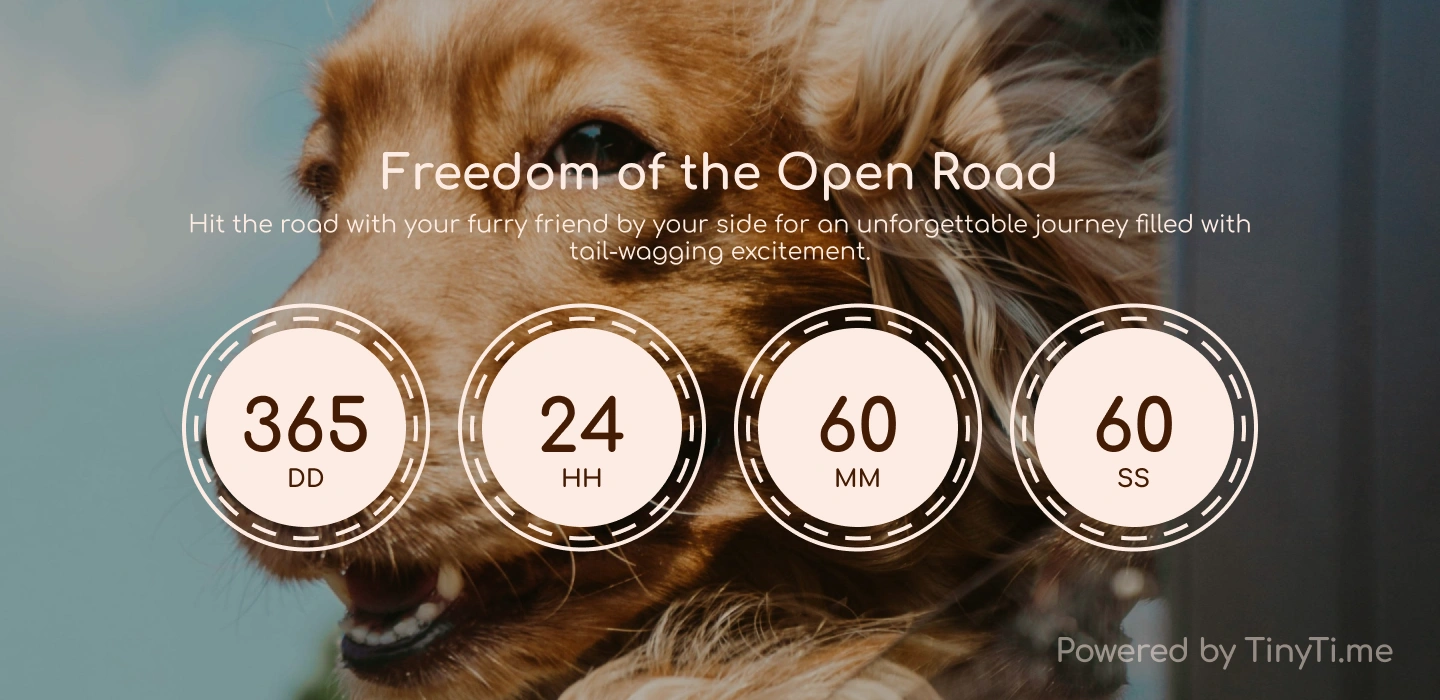 Freedom of the Open Road
Hit the road with your furry friend by your side for an unforgettable journey filled with
tail-wagging excitement.
365 24 60 60
DD HH MM SS
Powered by TinyTi.me